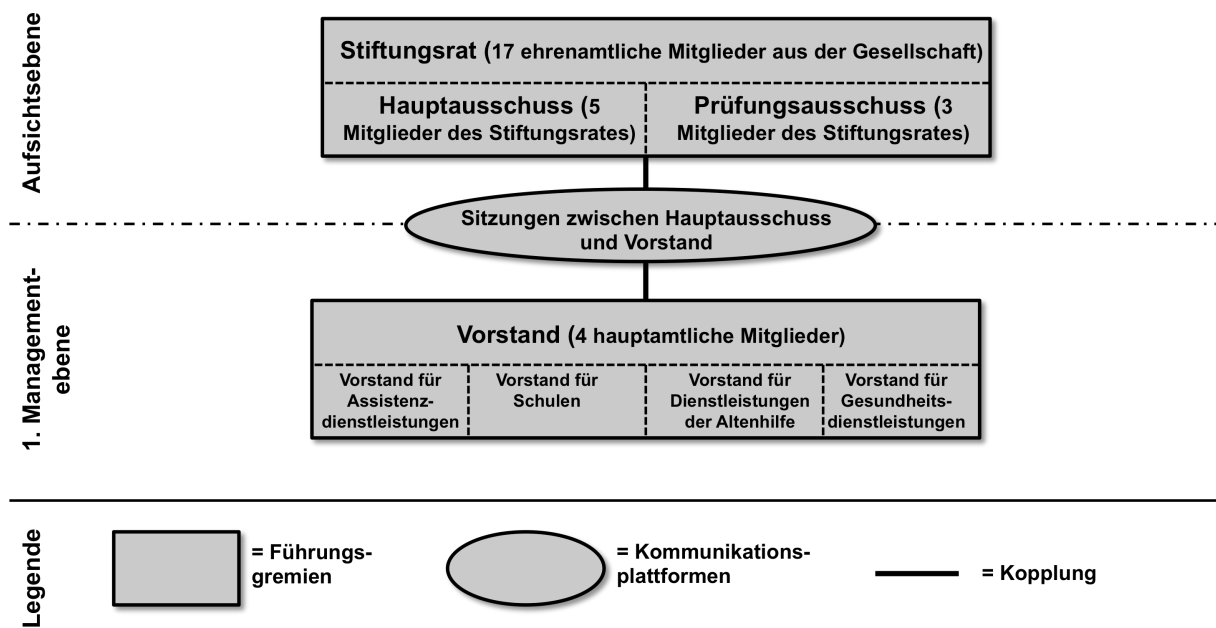 Aufsichtsebene
Stiftungsrat (17 ehrenamtliche Mitglieder aus der Gesellschaft)
Hauptausschuss (5
Mitglieder des Stiftungsrates)
Prüfungsausschuss (3
Mitglieder des Stiftungsrates)
Sitzungen zwischen Hauptausschuss
und Vorstand
1. Management-
ebene
Vorstand (4 hauptamtliche Mitglieder)
Vorstand für
Assistenz-
dienstleistungen
Vorstand für
Schulen
Vorstand für
Dienstleistungen
der Altenhilfe
Vorstand für
Gesundheits-
dienstleistungen
Legende
= Führungs-
gremien
= Kommunikations-
plattformen
= Kopplung